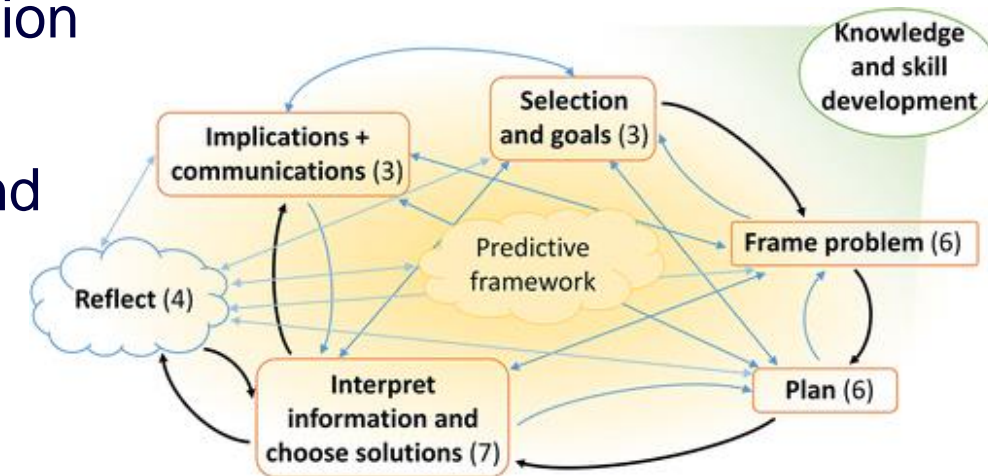 ion
nd
Knowledge
and skill
development
Selection
and goals (3)
Implications +
communications (3)
Predictive
framework
Frame problem (6)
Reflect (4)
Interpret
information and
choose solutions (7)
Plan (6)